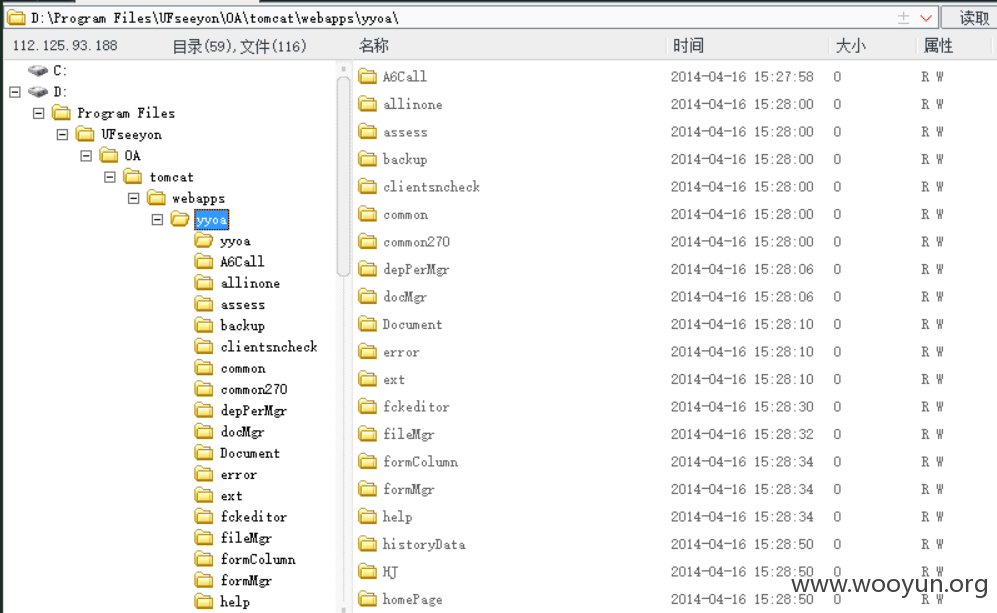 D:\Program Files\UFseeyon\OA\tomcat\webapps\yyoa\ 读取
112.125.93.188 目录(59),文件(116) 名称 时间 大小 属性
C:
D:
Program Files
UFseeyon
OA
tomcat
webapps
yyoa
yyoa
A6Call
allinone
assess
backup
clientsncheck
common
common270
depPerMgr
docMgr
Document
error
ext
fckeditor
fileMgr
formColumn
formMgr
help
A6Call 2014-04-16 15:27:58 0 R W
allinone 2014-04-16 15:28:00 0 R W
assess 2014-04-16 15:28:00 0 R W
backup 2014-04-16 15:28:00 0 R W
clientsncheck 2014-04-16 15:28:00 0 R W
common 2014-04-16 15:28:00 0 R W
common270 2014-04-16 15:28:00 0 R W
depPerMgr 2014-04-16 15:28:06 0 R W
docMgr 2014-04-16 15:28:06 0 R W
Document 2014-04-16 15:28:10 0 R W
error 2014-04-16 15:28:10 0 R W
ext 2014-04-16 15:28:10 0 R W
fckeditor 2014-04-16 15:28:30 0 R W
fileMgr 2014-04-16 15:28:32 0 R W
formColumn 2014-04-16 15:28:34 0 R W
formMgr 2014-04-16 15:28:34 0 R W
help 2014-04-16 15:28:34 0 R W
historyData 2014-04-16 15:28:50 0 R W
HJ 2014-04-16 15:28:50 0 R W
homePage 2014-04-16 15:28:50 0 R W
www.wooyun.org